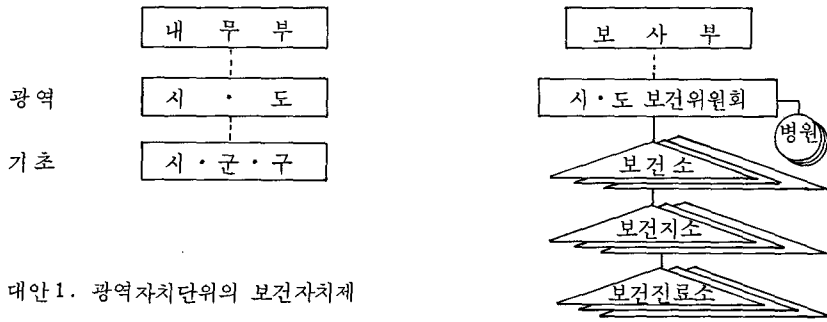 내 무 부
보 사 부
광역
시 · 도
시·도 보건위원회
병원
기초
시·군·구
보건소
보건지소
보건진료소
대안 1. 광역자치단위의 보건자치제